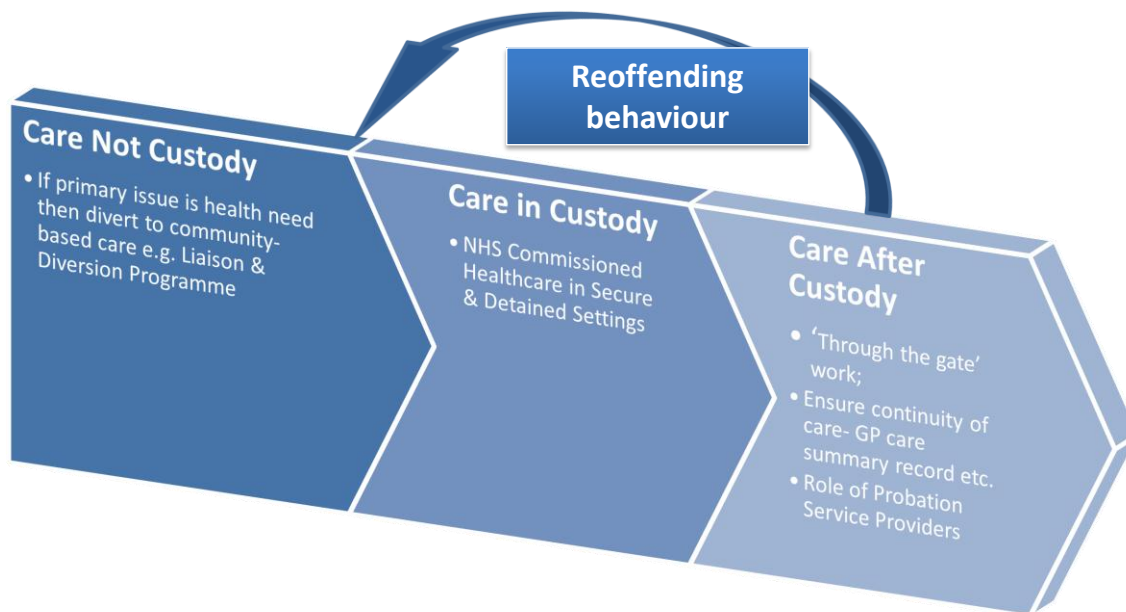 Reoffending
behaviour
Care Not Custody
• If primary issue is health need
then divert to community-
based care e.g. Liaison &
Diversion Programme
Care in Custody
• NHS Commissioned
Healthcare in Secure
& Detained Settings
Care After
Custody
• ‘Through the gate’
work;
• Ensure continuity of
care- GP care
summary record etc.
• Role of Probation
Service Providers